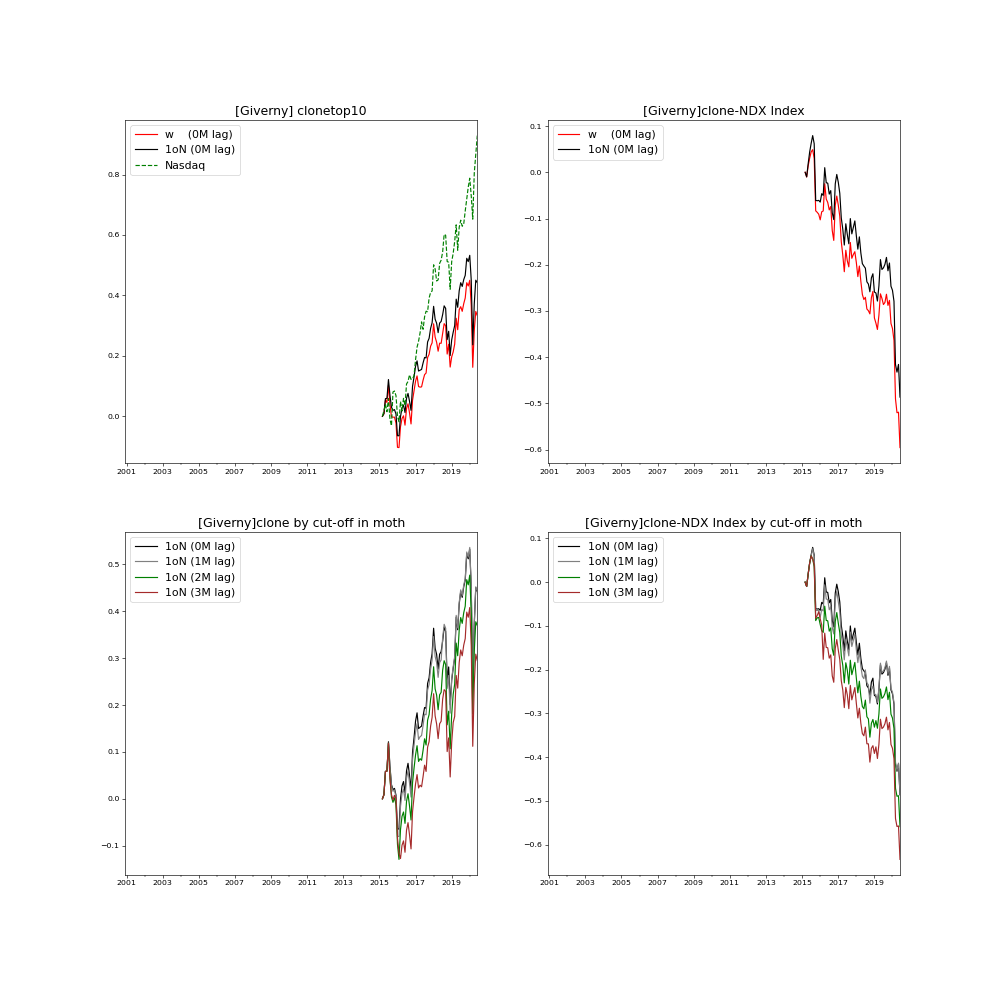 [Giverny] clonetop10
w    (0M lag)
1oN (0M lag)
Nasdaq
0.8
0.6
0.4
0.2
0.0
2001 2003 2005 2007 2009 2011 2013 2015 2017 2019
[Giverny]clone-NDX Index
w    (0M lag)
1oN (0M lag)
0.1
0.0
−0.1
−0.2
−0.3
−0.4
−0.5
−0.6
2001 2003 2005 2007 2009 2011 2013 2015 2017 2019
[Giverny]clone by cut-off in moth
1oN (0M lag)
1oN (1M lag)
1oN (2M lag)
1oN (3M lag)
0.5
0.4
0.3
0.2
0.1
0.0
−0.1
2001 2003 2005 2007 2009 2011 2013 2015 2017 2019
[Giverny]clone-NDX Index by cut-off in moth
1oN (0M lag)
1oN (1M lag)
1oN (2M lag)
1oN (3M lag)
0.1
0.0
−0.1
−0.2
−0.3
−0.4
−0.5
−0.6
2001 2003 2005 2007 2009 2011 2013 2015 2017 2019